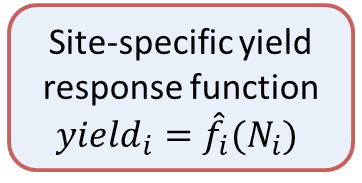 Site-specific yield
response function
yieldᵢ = f̂ᵢ(Nᵢ)